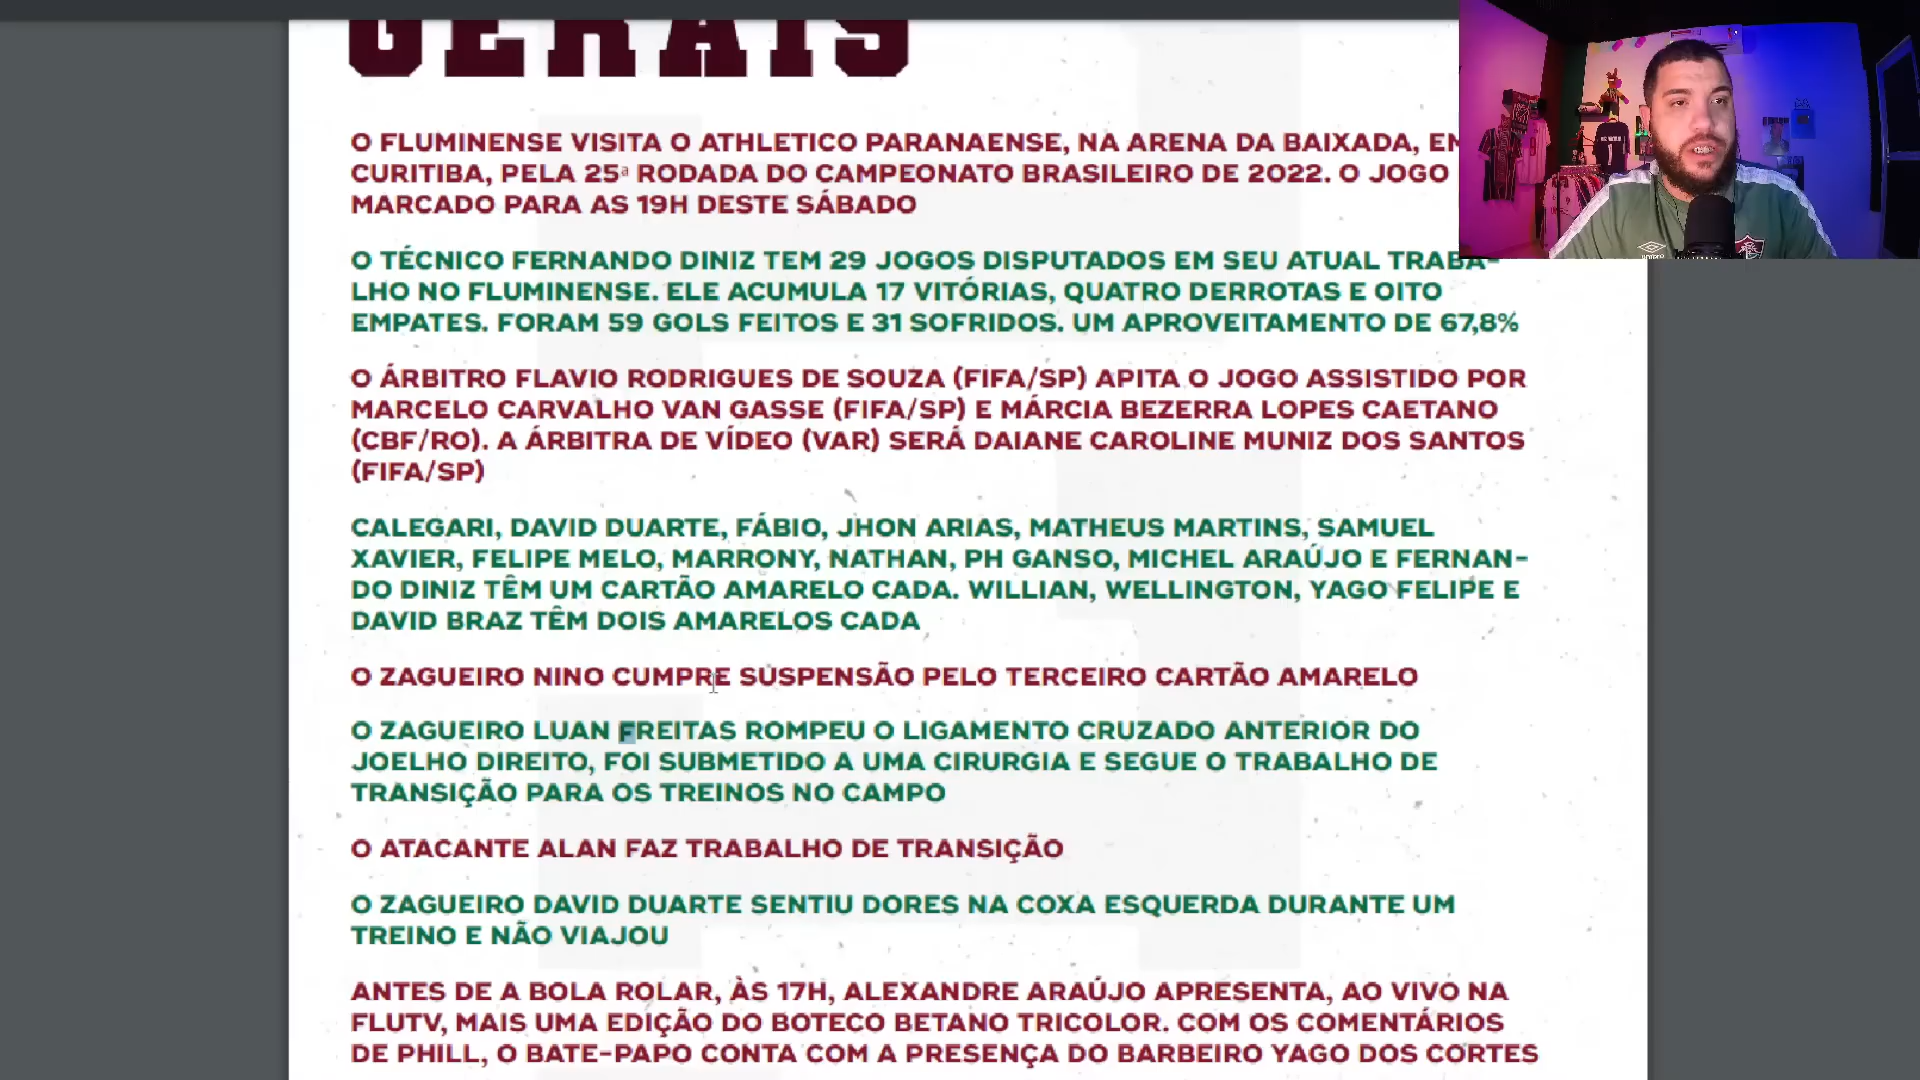 GERAIS
O FLUMINENSE VISITA O ATHLETICO PARANAENSE, NA ARENA DA BAIXADA, EM
CURITIBA, PELA 25ª RODADA DO CAMPEONATO BRASILEIRO DE 2022. O JOGO
MARCADO PARA AS 19H DESTE SÁBADO
O TÉCNICO FERNANDO DINIZ TEM 29 JOGOS DISPUTADOS EM SEU ATUAL TRABA-
LHO NO FLUMINENSE. ELE ACUMULA 17 VITÓRIAS, QUATRO DERROTAS E OITO
EMPATES. FORAM 59 GOLS FEITOS E 31 SOFRIDOS. UM APROVEITAMENTO DE 67,8%
O ÁRBITRO FLAVIO RODRIGUES DE SOUZA (FIFA/SP) APITA O JOGO ASSISTIDO POR
MARCELO CARVALHO VAN GASSE (FIFA/SP) E MÁRCIA BEZERRA LOPES CAETANO
(CBF/RO). A ÁRBITRA DE VÍDEO (VAR) SERÁ DAIANE CAROLINE MUNIZ DOS SANTOS
(FIFA/SP)
CALEGARI, DAVID DUARTE, FÁBIO, JHON ARIAS, MATHEUS MARTINS, SAMUEL
XAVIER, FELIPE MELO, MARRONY, NATHAN, PH GANSO, MICHEL ARAÚJO E FERNAN-
DO DINIZ TÊM UM CARTÃO AMARELO CADA. WILLIAN, WELLINGTON, YAGO FELIPE E
DAVID BRAZ TÊM DOIS AMARELOS CADA
O ZAGUEIRO NINO CUMPRE SUSPENSÃO PELO TERCEIRO CARTÃO AMARELO
O ZAGUEIRO LUAN FREITAS ROMPEU O LIGAMENTO CRUZADO ANTERIOR DO
JOELHO DIREITO, FOI SUBMETIDO A UMA CIRURGIA E SEGUE O TRABALHO DE
TRANSIÇÃO PARA OS TREINOS NO CAMPO
O ATACANTE ALAN FAZ TRABALHO DE TRANSIÇÃO
O ZAGUEIRO DAVID DUARTE SENTIU DORES NA COXA ESQUERDA DURANTE UM
TREINO E NÃO VIAJOU
ANTES DE A BOLA ROLAR, ÀS 17H, ALEXANDRE ARAÚJO APRESENTA, AO VIVO NA
FLUTV, MAIS UMA EDIÇÃO DO BOTECO BETANO TRICOLOR. COM OS COMENTÁRIOS
DE PHILL, O BATE-PAPO CONTA COM A PRESENÇA DO BARBEIRO YAGO DOS CORTES